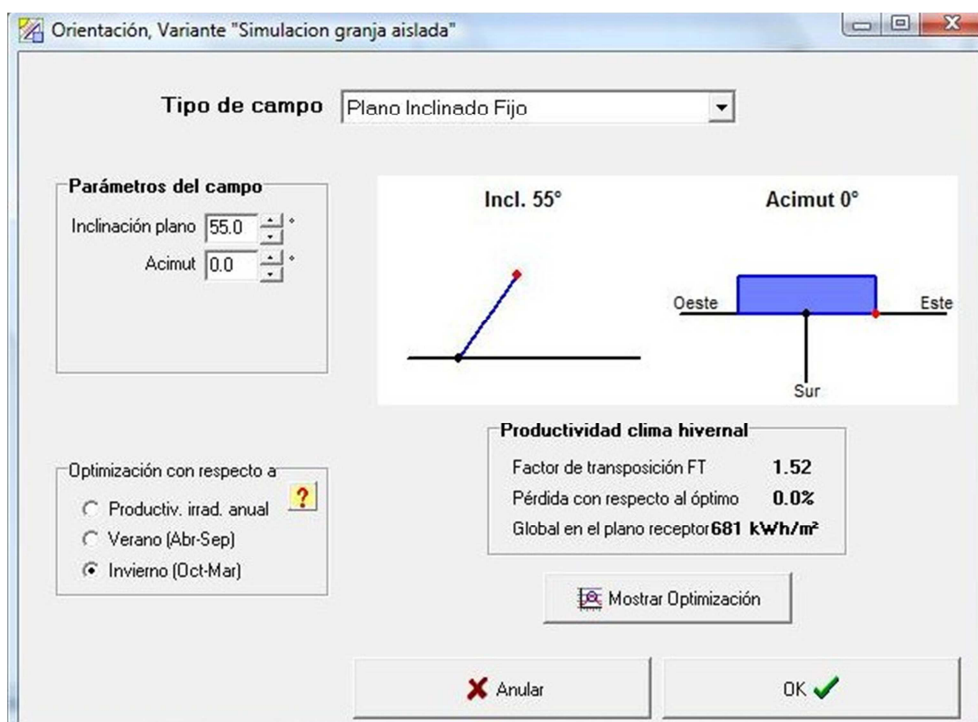 Orientación, Variante "Simulacion granja aislada"
Tipo de campo Plano Inclinado Fijo
Parámetros del campo
Inclinación plano 55.0 °
Acimut 0.0 °
Incl. 55°
Acimut 0°
Oeste
Este
Sur
Optimización con respecto a
?
Productiv. irrad. anual
Verano (Abr-Sep)
Invierno (Oct-Mar)
Productividad clima hivernal
Factor de transposición FT 1.52
Pérdida con respecto al óptimo 0.0%
Global en el plano receptor 681 kWh/m²
Mostrar Optimización
Anular
OK